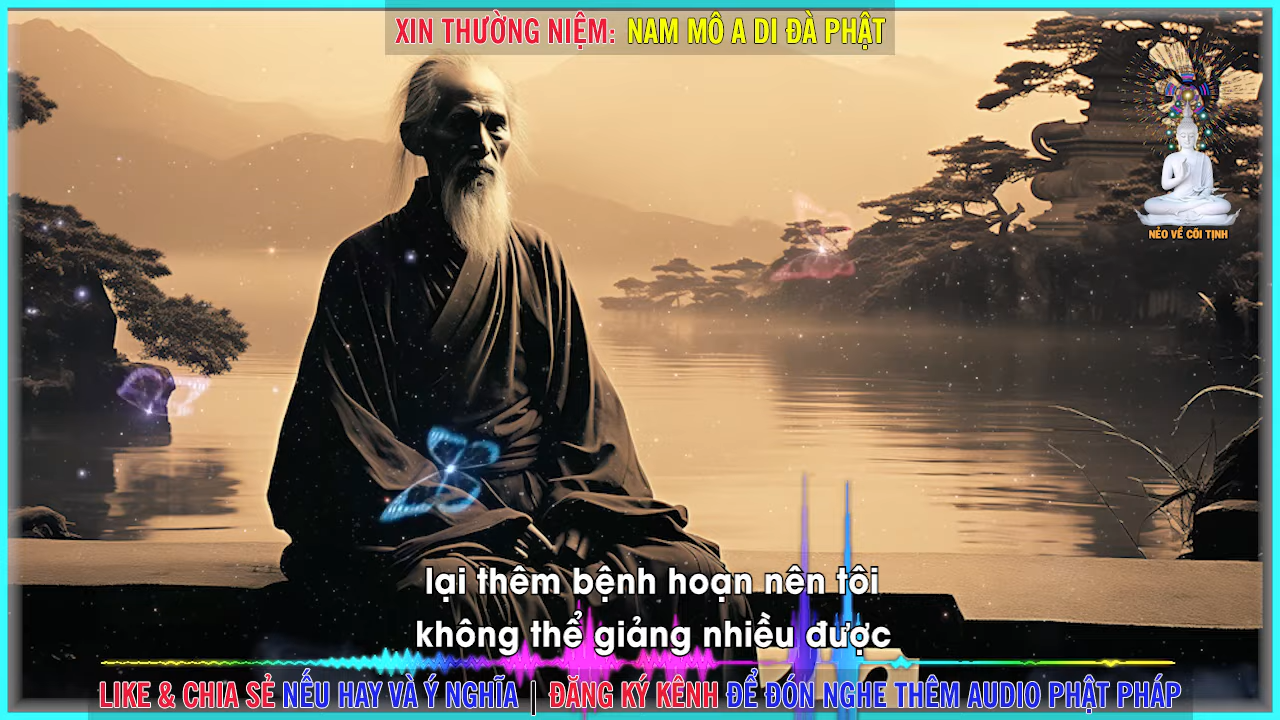 XIN THƯỜNG NIỆM: NAM MÔ A DI ĐÀ PHẬT
NẺO VỀ CÕI TỊNH
lại thêm bệnh hoạn nên tôi
không thể giảng nhiều được
LIKE & CHIA SẺ NẾU HAY VÀ Ý NGHĨA | ĐĂNG KÝ KÊNH ĐỂ ĐÓN NGHE THÊM AUDIO PHẬT PHÁP